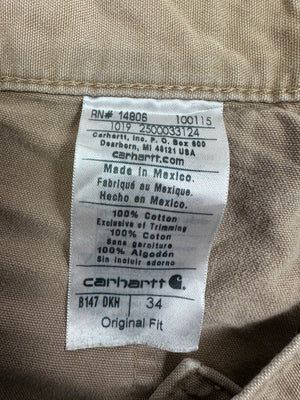 RN# 14806 100115
1019 2500033124
Carhartt, Inc. P.O. Box 600
Dearborn, MI 48121 USA
carhartt.com
Made in Mexico.
Fabriqué au Mexique.
Hecho en Mexico.
100% Cotton
Exclusive of Trimming
100% Coton
Sans garniture
100% Algodón
Sin incluir adorno
carhartt
B147 DKH 34
Original Fit